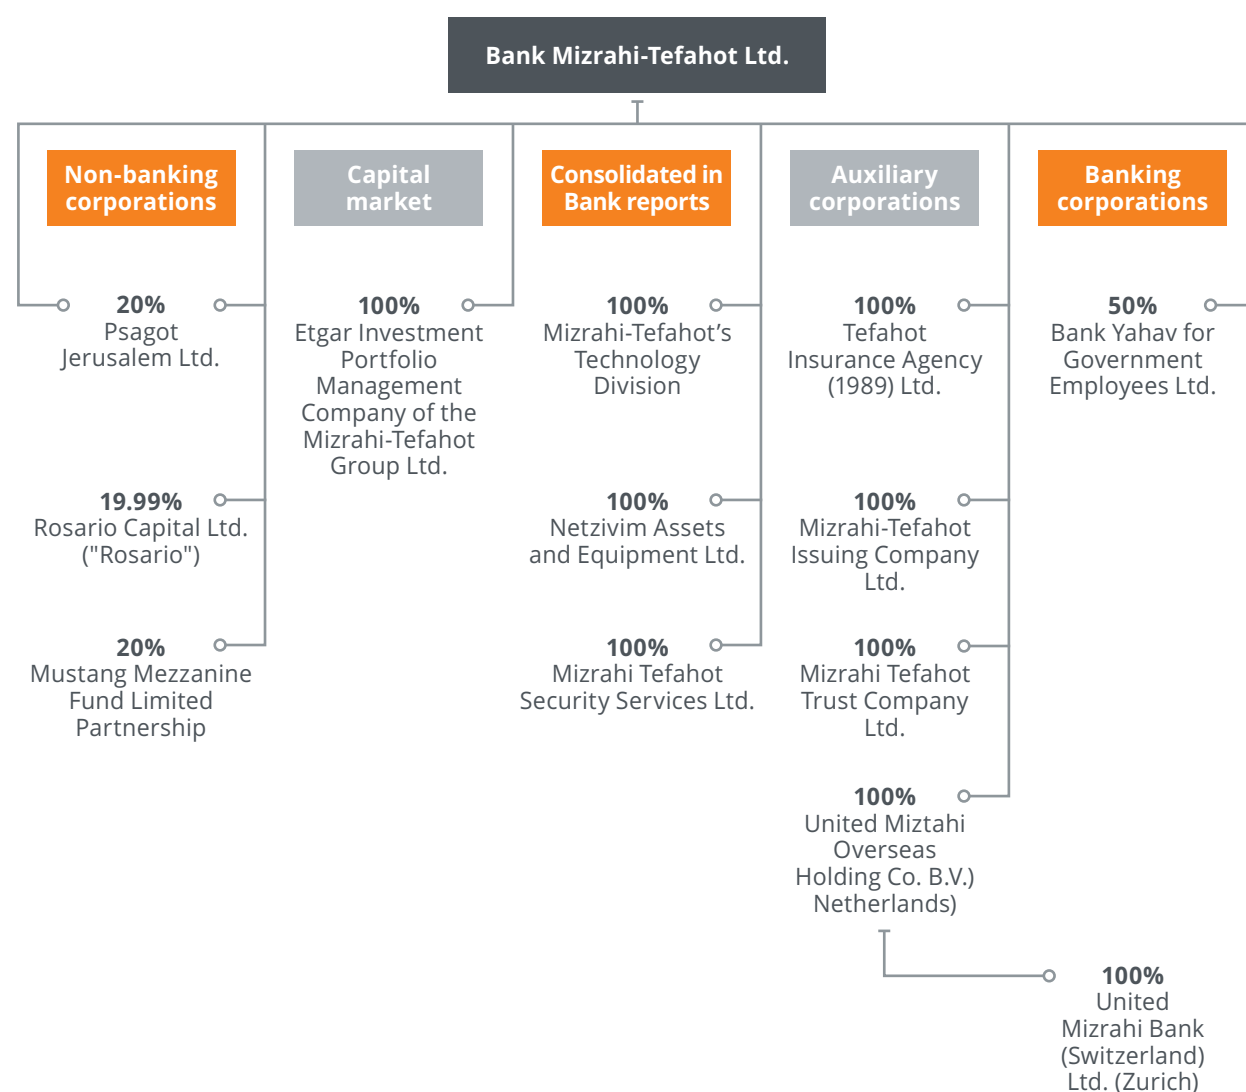 Bank Mizrahi-Tefahot Ltd.
Non-banking
corporations
20%
Psagot
Jerusalem Ltd.
19.99%
Rosario Capital Ltd.
("Rosario")
20%
Mustang Mezzanine
Fund Limited
Partnership
Capital
market
100%
Etgar Investment
Portfolio
Management
Company of the
Mizrahi-Tefahot
Group Ltd.
Consolidated in
Bank reports
100%
Mizrahi-Tefahot’s
Technology
Division
100%
Netzivim Assets
and Equipment Ltd.
100%
Mizrahi Tefahot
Security Services Ltd.
Auxiliary
corporations
100%
Tefahot
Insurance Agency
(1989) Ltd.
100%
Mizrahi-Tefahot
Issuing Company
Ltd.
100%
Mizrahi Tefahot
Trust Company
Ltd.
100%
United Miztahi
Overseas
Holding Co. B.V.)
Netherlands)
Banking
corporations
50%
Bank Yahav for
Government
Employees Ltd.
100%
United
Mizrahi Bank
(Switzerland)
Ltd. (Zurich)